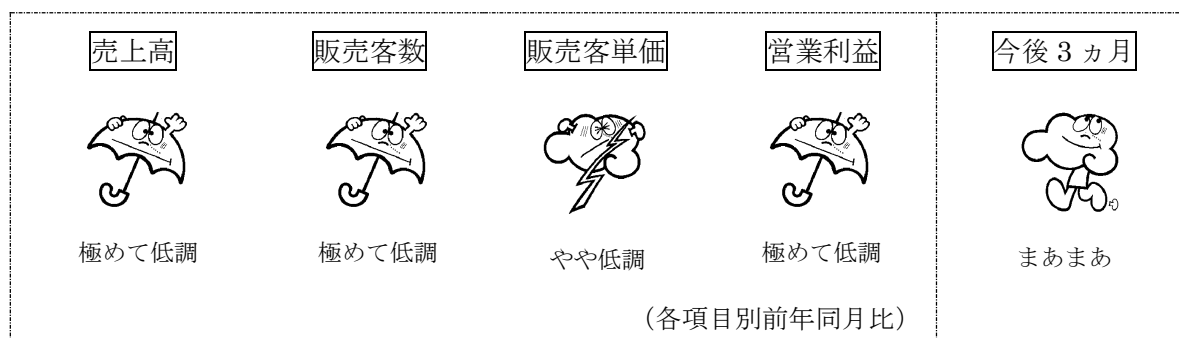 売上高 販売客数 販売客単価 営業利益 今後3ヵ月
極めて低調 極めて低調 やや低調 極めて低調 まあまあ
(各項目別前年同月比)